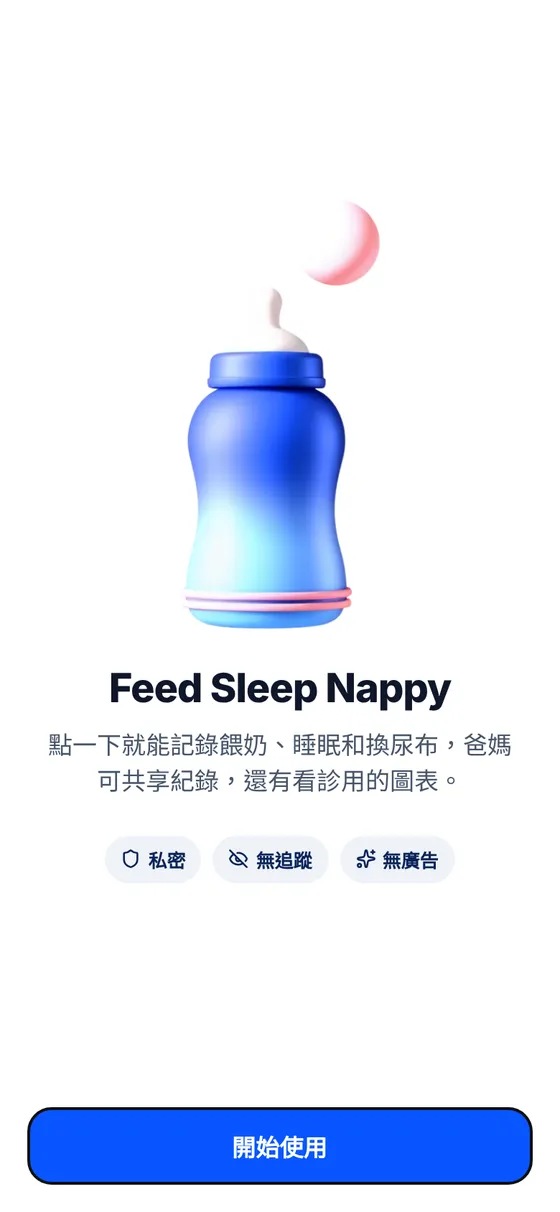 Feed Sleep Nappy
點一下就能記錄餵奶、睡眠和換尿布，爸媽
可共享紀錄，還有看診用的圖表。
私密
無追蹤
無廣告
開始使用